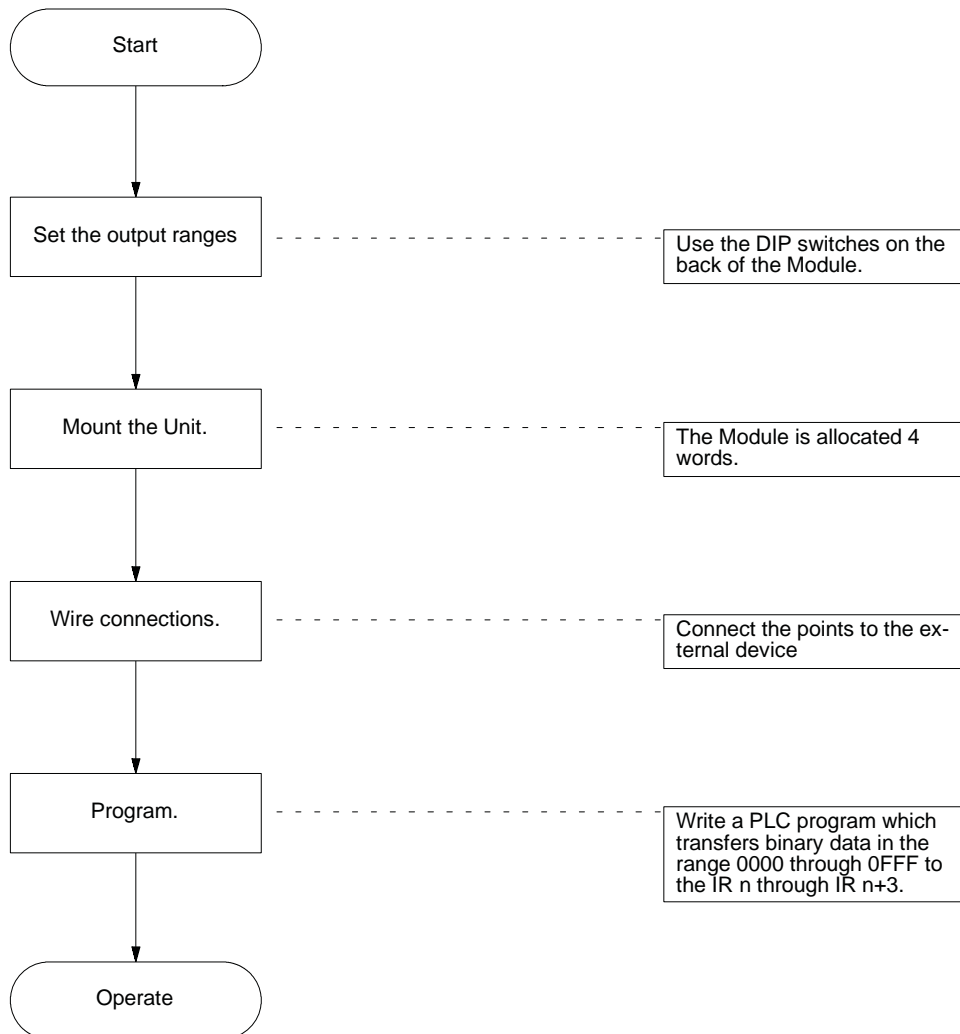 Start
Set the output ranges
Use the DIP switches on the
back of the Module.
Mount the Unit.
The Module is allocated 4
words.
Wire connections.
Connect the points to the ex-
ternal device
Program.
Write a PLC program which
transfers binary data in the
range 0000 through 0FFF to
the IR n through IR n+3.
Operate